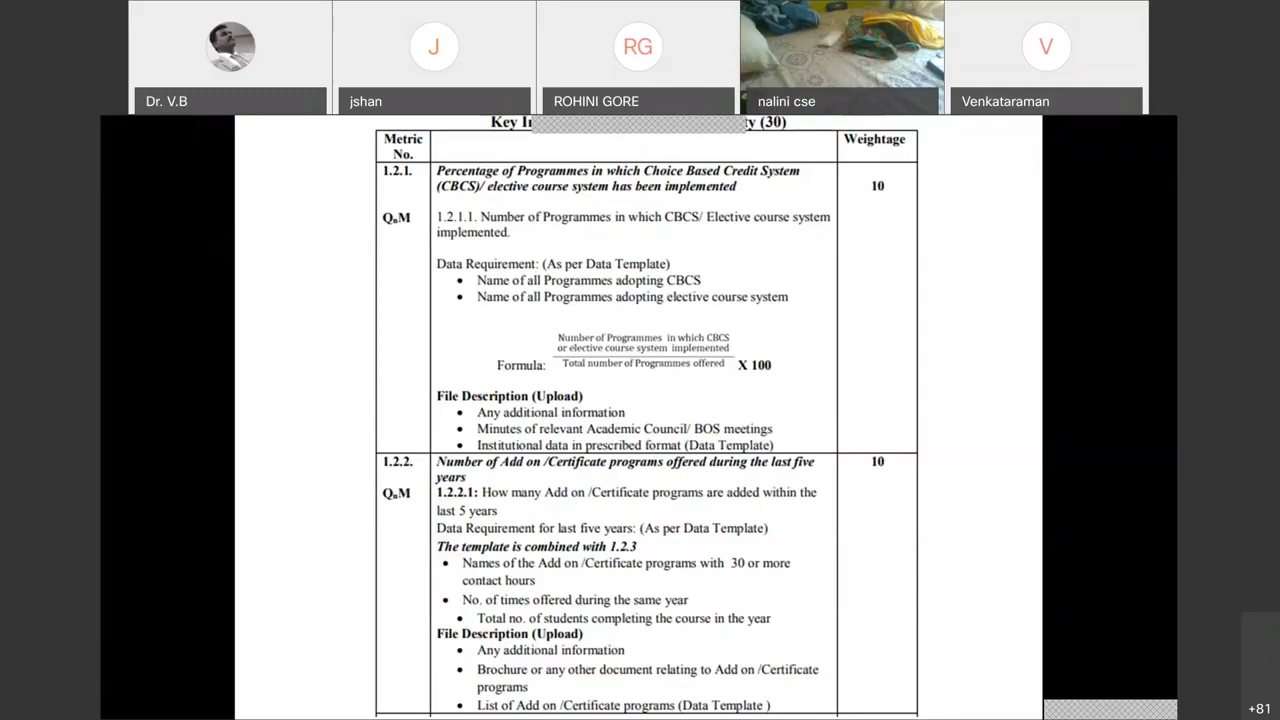 J
RG
V
Dr. V.B
jshan
ROHINI GORE
nalini cse
Venkataraman
Key (30)
Metric No.
Weightage
1.2.1.
Percentage of Programmes in which Choice Based Credit System
(CBCS)/ elective course system has been implemented
10
QnM
1.2.1.1. Number of Programmes in which CBCS/ Elective course system
implemented.
Data Requirement: (As per Data Template)
• Name of all Programmes adopting CBCS
• Name of all Programmes adopting elective course system
Number of Programmes in which CBCS
or elective course system implemented
Total number of Programmes offered
Formula: X 100
File Description (Upload)
• Any additional information
• Minutes of relevant Academic Council/ BOS meetings
• Institutional data in prescribed format (Data Template)
1.2.2.
Number of Add on /Certificate programs offered during the last five
years
10
QnM
1.2.2.1: How many Add on /Certificate programs are added within the
last 5 years
Data Requirement for last five years: (As per Data Template)
The template is combined with 1.2.3
• Names of the Add on /Certificate programs with 30 or more
contact hours
• No. of times offered during the same year
• Total no. of students completing the course in the year
File Description (Upload)
• Any additional information
• Brochure or any other document relating to Add on /Certificate
programs
• List of Add on /Certificate programs (Data Template )
+81